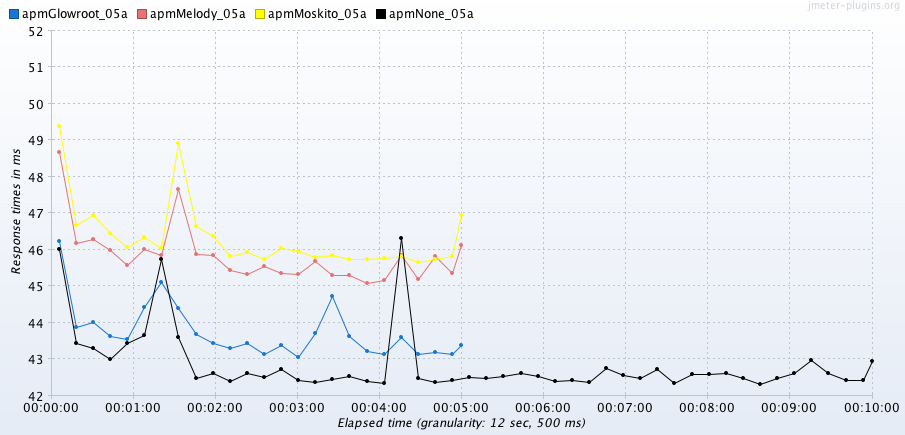 apmGlowroot_05a apmMelody_05a apmMoskito_05a apmNone_05a
jmeter-plugins.org
52
51
50
49
48
47
46
45
44
43
42
Response times in ms
00:00:00 00:01:00 00:02:00 00:03:00 00:04:00 00:05:00 00:06:00 00:07:00 00:08:00 00:09:00 00:10:00
Elapsed time (granularity: 12 sec, 500 ms)